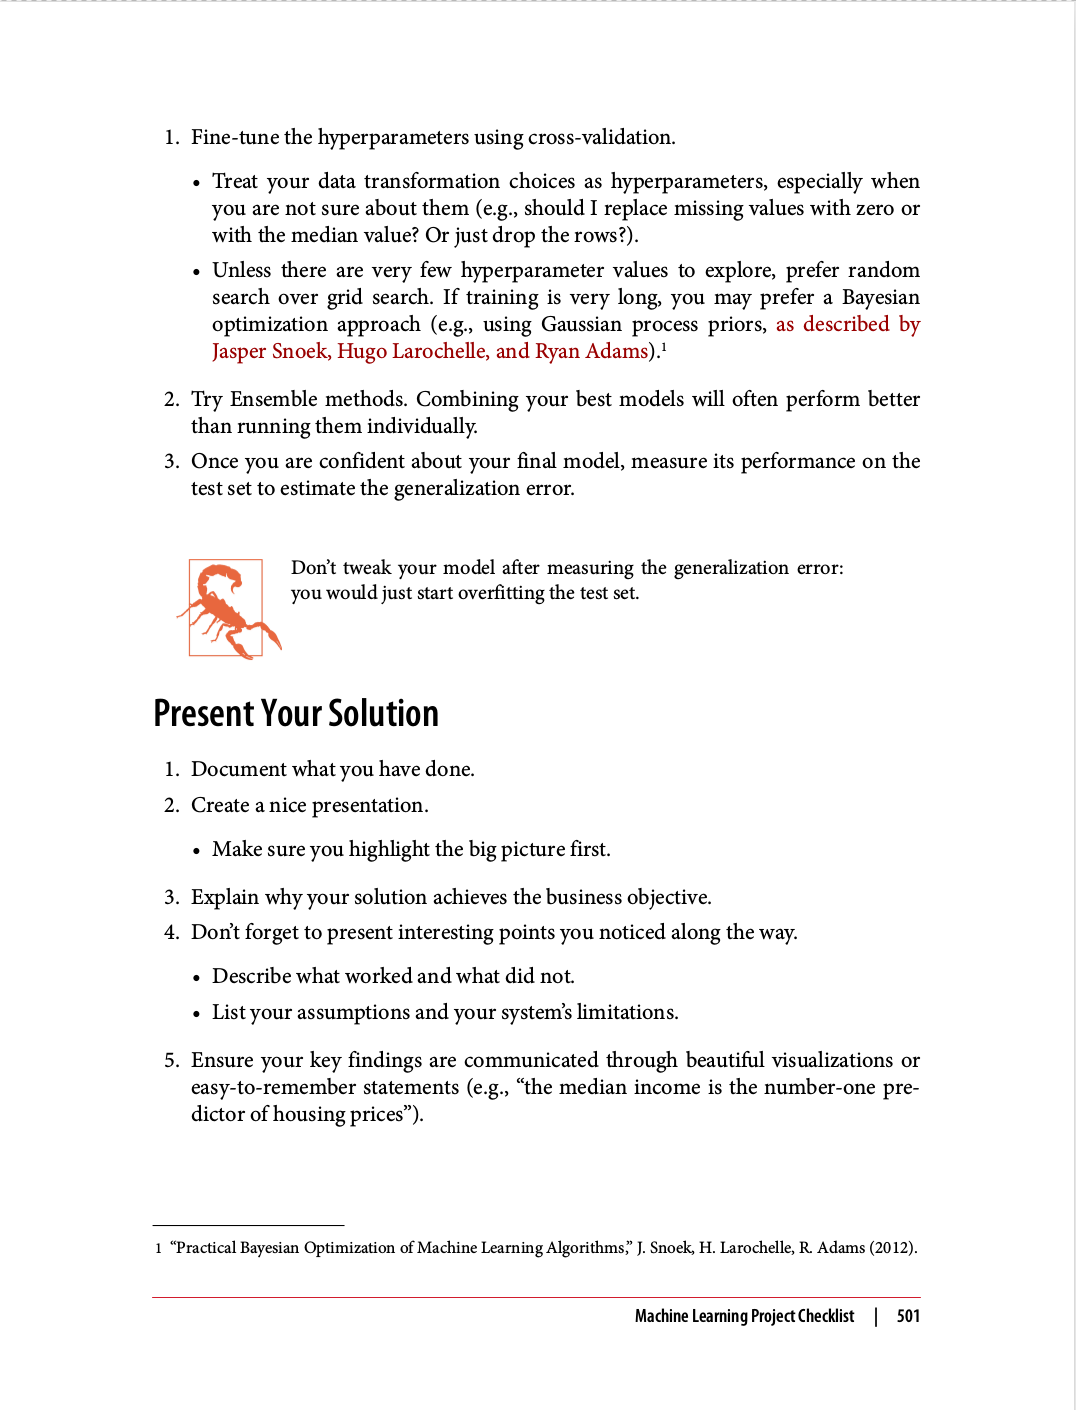 1. Fine-tune the hyperparameters using cross-validation.
• Treat your data transformation choices as hyperparameters, especially when
you are not sure about them (e.g., should I replace missing values with zero or
with the median value? Or just drop the rows?).
• Unless there are very few hyperparameter values to explore, prefer random
search over grid search. If training is very long, you may prefer a Bayesian
optimization approach (e.g., using Gaussian process priors, as described by
Jasper Snoek, Hugo Larochelle, and Ryan Adams).1
2. Try Ensemble methods. Combining your best models will often perform better
than running them individually.
3. Once you are confident about your final model, measure its performance on the
test set to estimate the generalization error.
Don’t tweak your model after measuring the generalization error:
you would just start overfitting the test set.
Present Your Solution
1. Document what you have done.
2. Create a nice presentation.
• Make sure you highlight the big picture first.
3. Explain why your solution achieves the business objective.
4. Don’t forget to present interesting points you noticed along the way.
• Describe what worked and what did not.
• List your assumptions and your system’s limitations.
5. Ensure your key findings are communicated through beautiful visualizations or
easy-to-remember statements (e.g., “the median income is the number-one pre-
dictor of housing prices”).
1 “Practical Bayesian Optimization of Machine Learning Algorithms,” J. Snoek, H. Larochelle, R. Adams (2012).
Machine Learning Project Checklist | 501